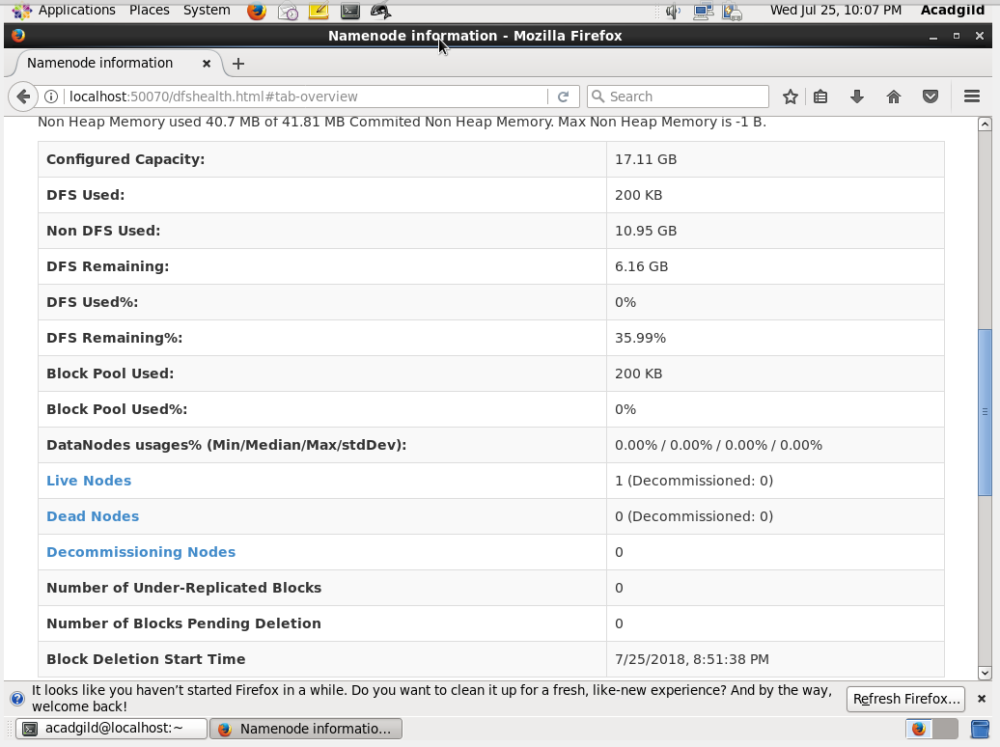 Applications Places System Wed Jul 25, 10:07 PM Acadgild
Namenode information - Mozilla Firefox
Namenode information
localhost:50070/dfshealth.html#tab-overview Search
Non Heap Memory used 40.7 MB of 41.81 MB Commited Non Heap Memory. Max Non Heap Memory is -1 B.
Configured Capacity: 17.11 GB
DFS Used: 200 KB
Non DFS Used: 10.95 GB
DFS Remaining: 6.16 GB
DFS Used%: 0%
DFS Remaining%: 35.99%
Block Pool Used: 200 KB
Block Pool Used%: 0%
DataNodes usages% (Min/Median/Max/stdDev): 0.00% / 0.00% / 0.00% / 0.00%
Live Nodes 1 (Decommissioned: 0)
Dead Nodes 0 (Decommissioned: 0)
Decommissioning Nodes 0
Number of Under-Replicated Blocks 0
Number of Blocks Pending Deletion 0
Block Deletion Start Time 7/25/2018, 8:51:38 PM
It looks like you haven’t started Firefox in a while. Do you want to clean it up for a fresh, like-new experience? And by the way,
welcome back!
Refresh Firefox…
acadgild@localhost:~ Namenode informatio…